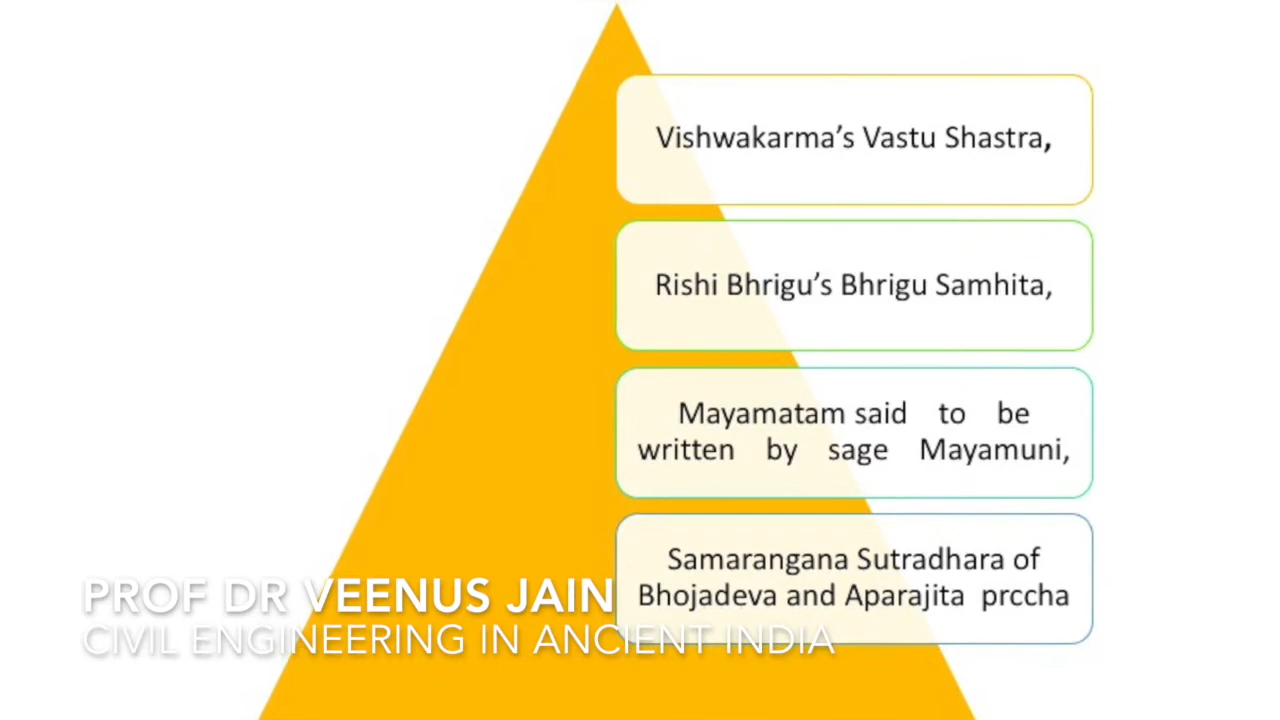 Vishwakarma’s Vastu Shastra,
Rishi Bhrigu’s Bhrigu Samhita,
Mayamatam said to be
written by sage Mayamuni,
Samarangana Sutradhara of
Bhojadeva and Aparajita prccha
PROF DR VEENUS JAIN
CIVIL ENGINEERING IN ANCIENT INDIA